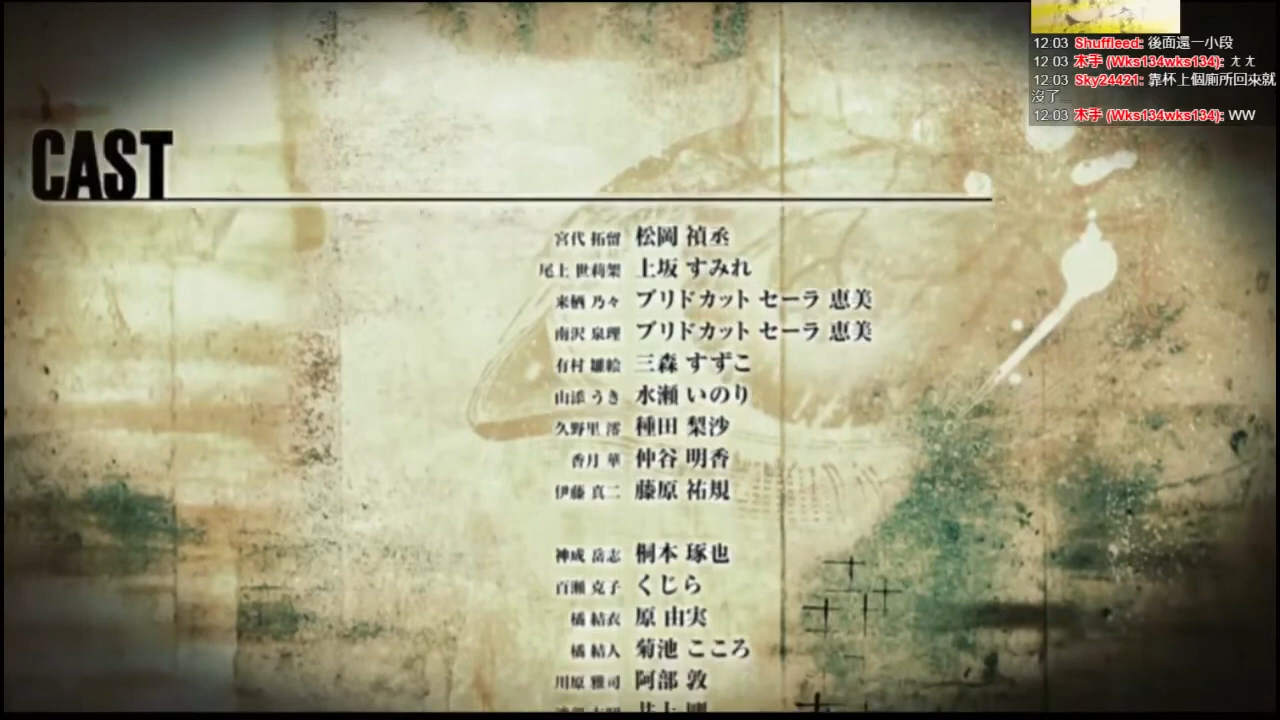 12:03 Shuffleed: 後面還一小段
12:03 木手 (Wks134wks134): ㄤㄤ
12:03 Sky24421: 靠杯上個廁所回來就
沒了
12:03 木手 (Wks134wks134): WW
CAST
宮代 拓留 松岡 禎丞
尾上 世莉架 上坂 すみれ
来栖 乃々 ブリドカット セーラ 恵美
南沢 泉理 ブリドカット セーラ 恵美
有村 雛絵 三森 すずこ
山添 うき 水瀬 いのり
久野里 澪 種田 梨沙
香月 華 仲谷 明香
伊藤 真二 藤原 祐規
神成 岳志 桐本 琢也
百瀬 克子 くじら
橘 結衣 原 由実
橘 結人 菊池 こころ
川原 雅司 阿部 敦
井上 剛